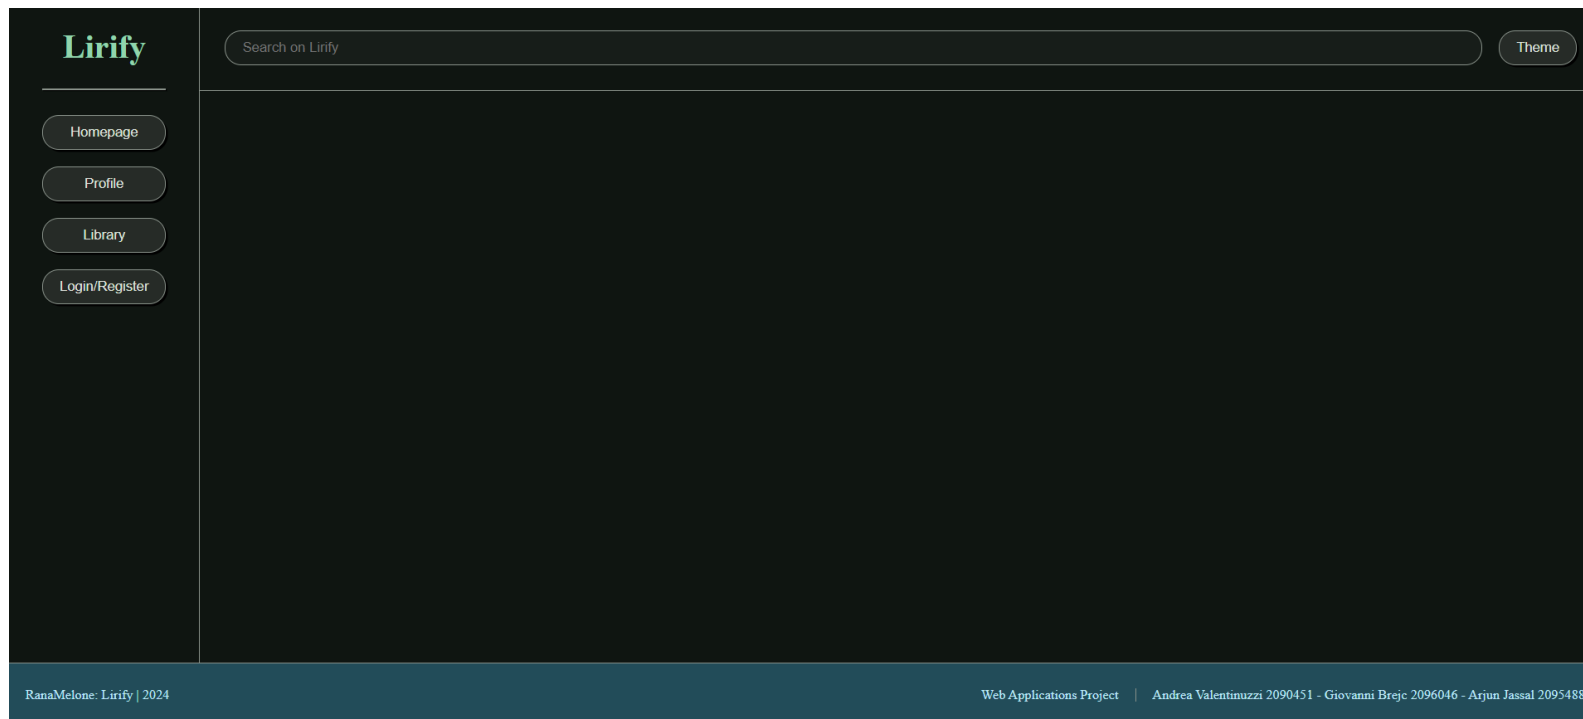 Lirify
Search on Lirify
Theme
Homepage
Profile
Library
Login/Register
RanaMelone: Lirify | 2024
Web Applications Project | Andrea Valentinuzzi 2090451 - Giovanni Brejc 2096046 - Arjun Jassal 2095488